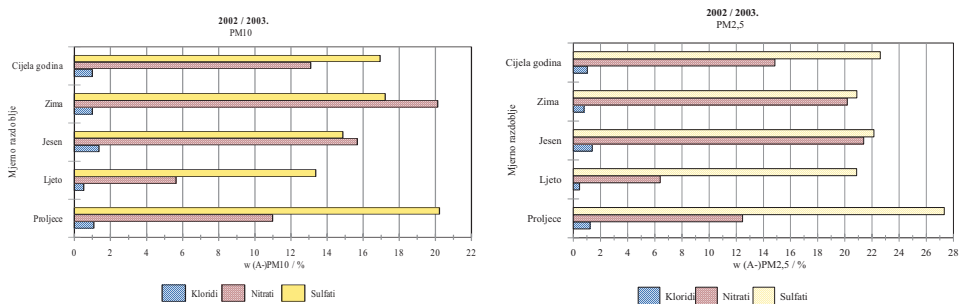 2002 / 2003.
PM10
Mjerno razdoblje
Cijela godina
Zima
Jesen
Ljeto
Proljece
0 2 4 6 8 10 12 14 16 18 20 22
w (A-)PM10 / %
Kloridi Nitrati Sulfati
2002 / 2003.
PM2,5
Mjerno razdoblje
Cijela godina
Zima
Jesen
Ljeto
Proljece
0 2 4 6 8 10 12 14 16 18 20 22 24 26 28
w (A-)PM2,5 / %
Kloridi Nitrati Sulfati